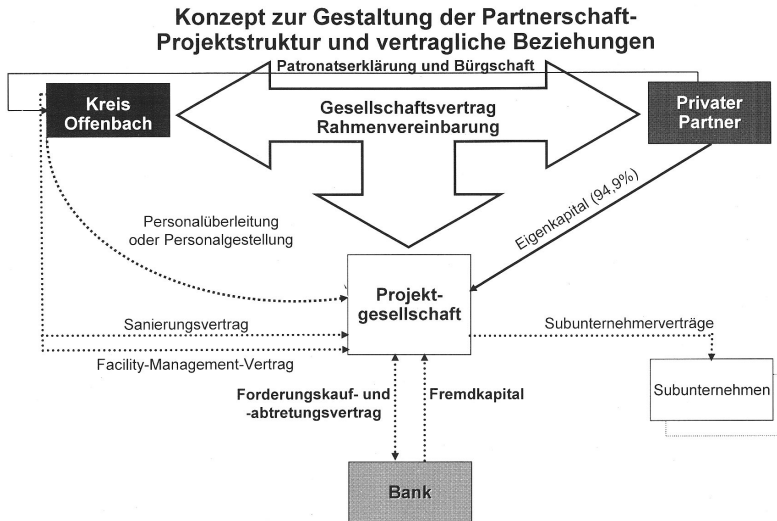 Konzept zur Gestaltung der Partnerschaft-
Projektstruktur und vertragliche Beziehungen
Patronatserklärung und Bürgschaft
Kreis
Offenbach
Gesellschaftsvertrag
Rahmenvereinbarung
Privater
Partner
Personalüberleitung
oder Personalgestellung
Eigenkapital (94,9%)
Projekt-
gesellschaft
Sanierungsvertrag
Subunternehmerverträge
Facility-Management-Vertrag
Subunternehmen
Forderungskauf- und
-abtretungsvertrag
Fremdkapital
Bank